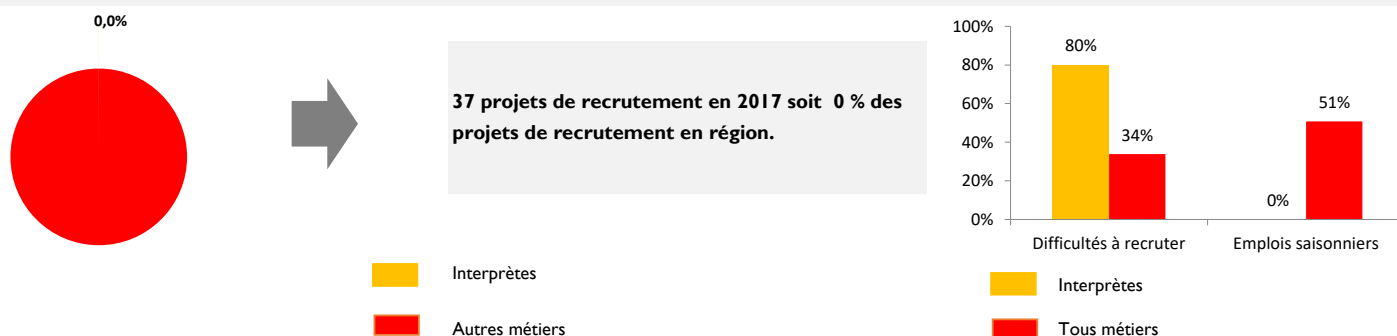 0,0%
37 projets de recrutement en 2017 soit 0 % des
projets de recrutement en région.
Interprètes
Autres métiers
100%
80%
60%
40%
20%
0%
80%
34%
0%
51%
Difficultés à recruter
Emplois saisonniers
Interprètes
Tous métiers